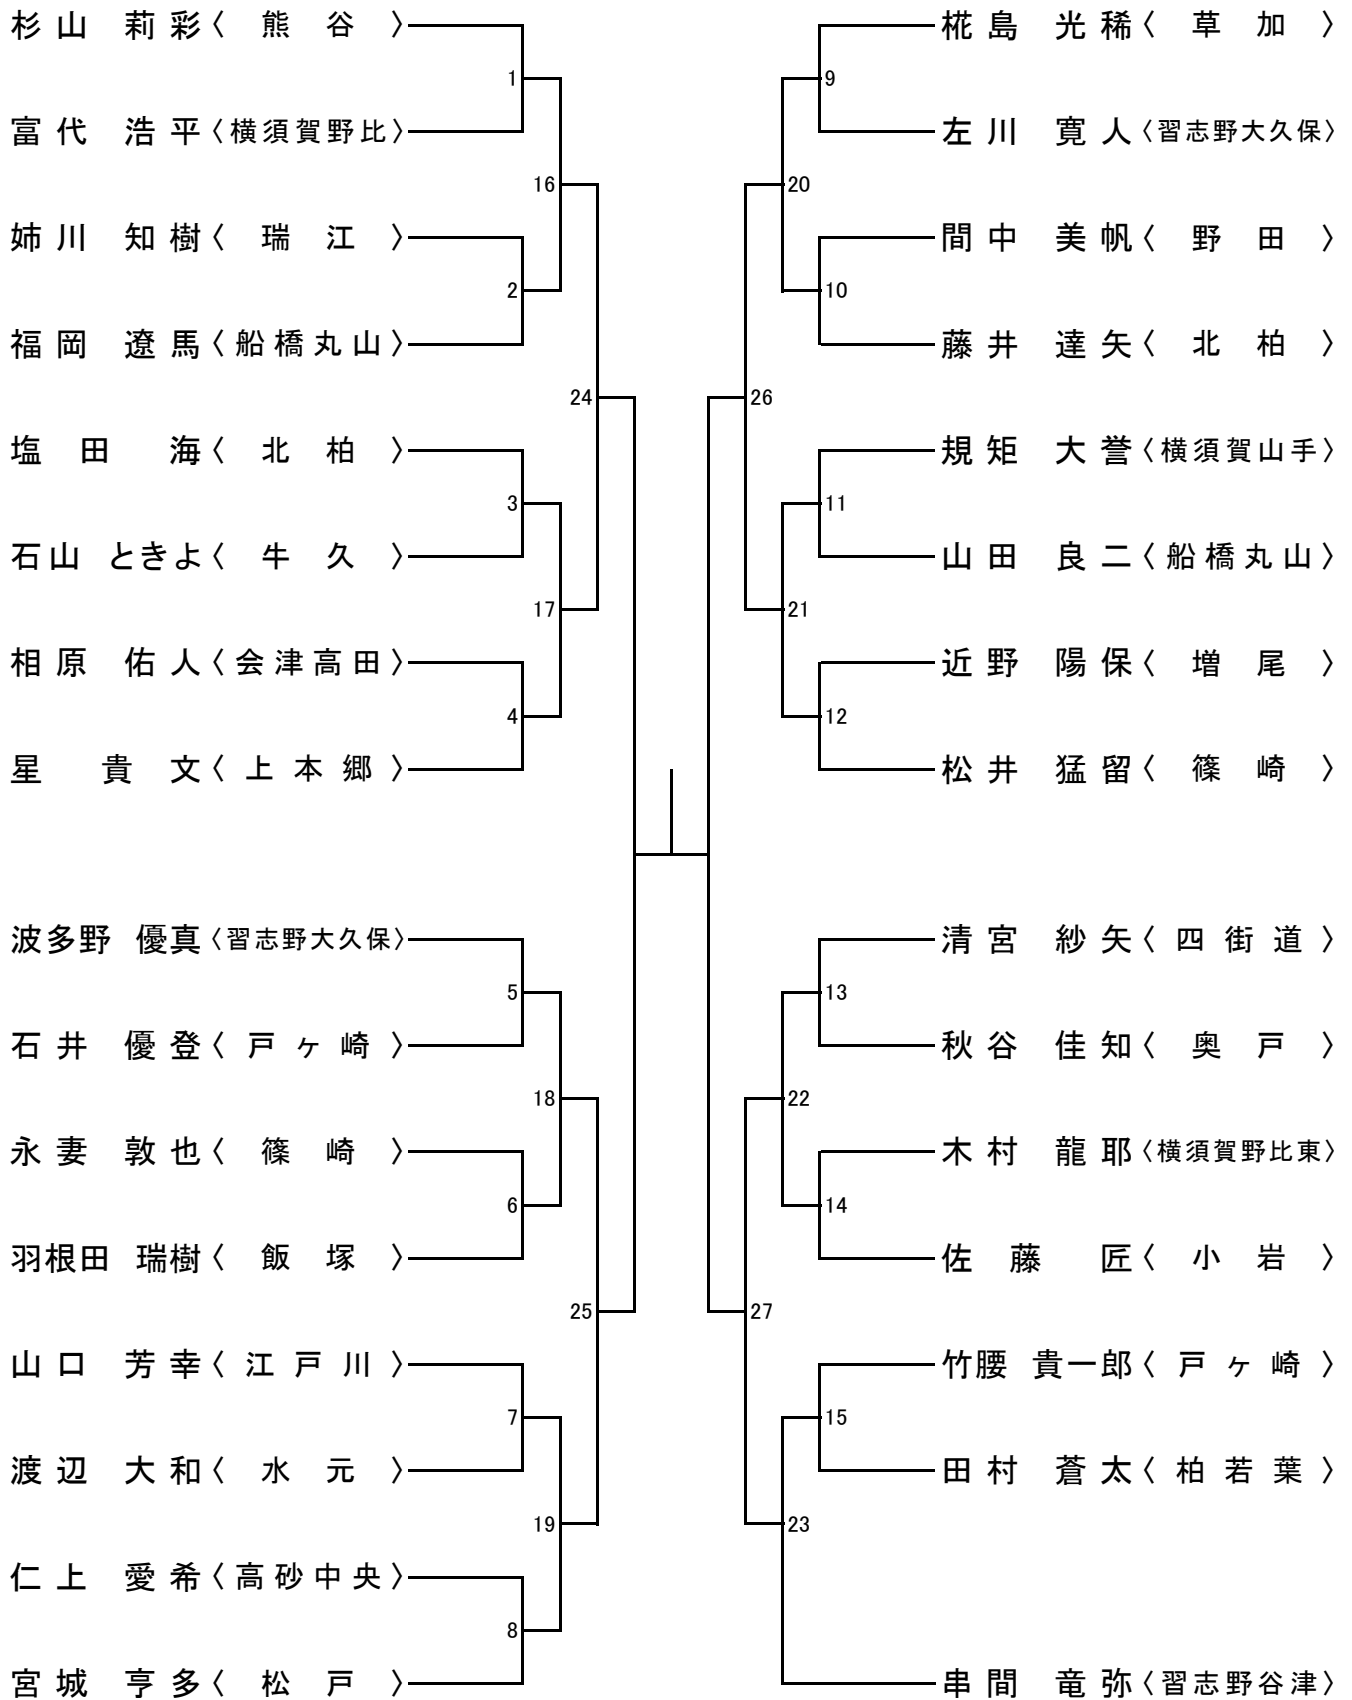 杉山 莉彩〈 熊谷 〉
1
富代 浩平〈横須賀野比〉
16
姉川 知樹〈 瑞江 〉
2
福岡 遼馬〈船橋丸山〉
24
塩田 海〈 北柏 〉
3
石山 ときよ〈 牛久 〉
17
相原 佑人〈会津高田〉
4
星 貴文〈 上本郷 〉
波多野 優真〈習志野大久保〉
5
石井 優登〈 戸ヶ崎 〉
18
永妻 敦也〈 篠崎 〉
6
羽根田 瑞樹〈 飯塚 〉
25
山口 芳幸〈 江戸川 〉
7
渡辺 大和〈 水元 〉
19
仁上 愛希〈高砂中央〉
8
宮城 亨多〈 松戸 〉
椛島 光稀〈 草加 〉
9
左川 寛人〈習志野大久保〉
20
間中 美帆〈 野田 〉
10
藤井 達矢〈 北柏 〉
26
規矩 大誉〈横須賀山手〉
11
山田 良二〈船橋丸山〉
21
近野 陽保〈 増尾 〉
12
松井 猛留〈 篠崎 〉
清宮 紗矢〈 四街道 〉
13
秋谷 佳知〈 奥戸 〉
22
木村 龍耶〈横須賀野比東〉
14
佐藤 匠〈 小岩 〉
27
竹腰 貴一郎〈 戸ヶ崎 〉
15
田村 蒼太〈 柏若葉 〉
23
串間 竜弥〈習志野谷津〉